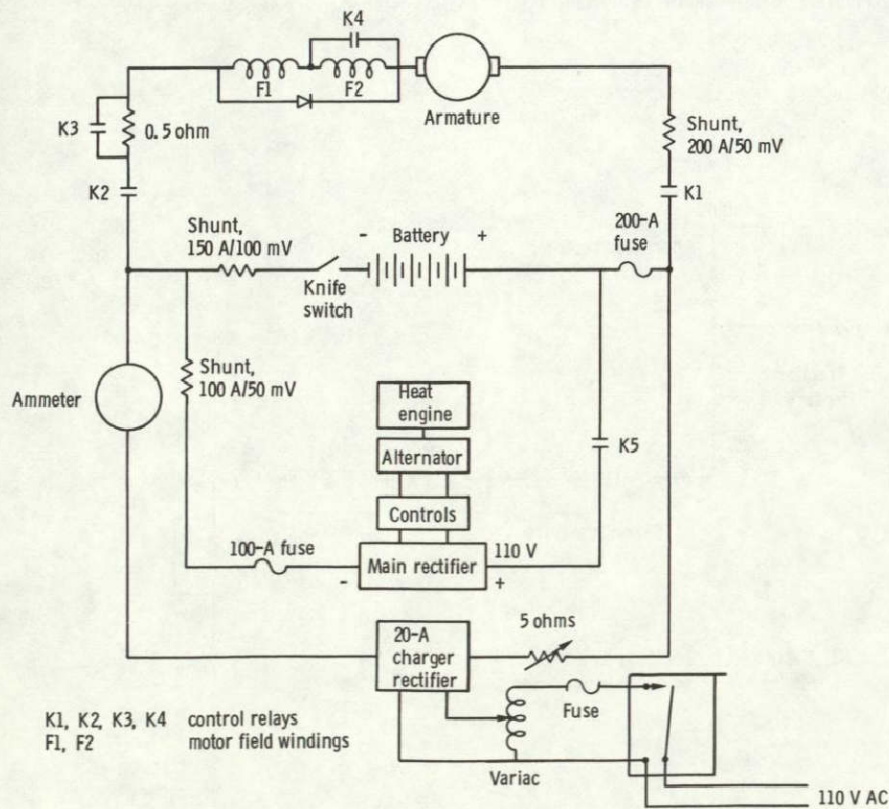 K4
F1
F2
Armature
K3
0.5 ohm
Shunt,
200 A/50 mV
K2
K1
Shunt,
150 A/100 mV
- Battery +
200-A
fuse
Knife
switch
Shunt,
100 A/50 mV
Ammeter
Heat
engine
Alternator
K5
Controls
100-A fuse
Main rectifier
110 V
-
+
20-A
charger
rectifier
5 ohms
Fuse
Variac
K1, K2, K3, K4 control relays
F1, F2 motor field windings
110 V AC